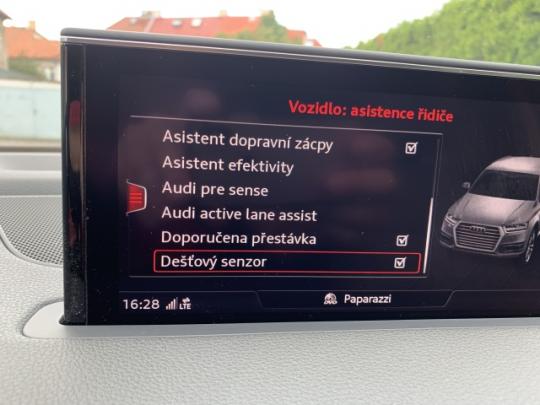 Vozidlo: asistence řidiče
Asistent dopravní zácpy
Asistent efektivity
Audi pre sense
Audi active lane assist
Doporučena přestávka
Dešťový senzor
16:28 LTE Paparazzi